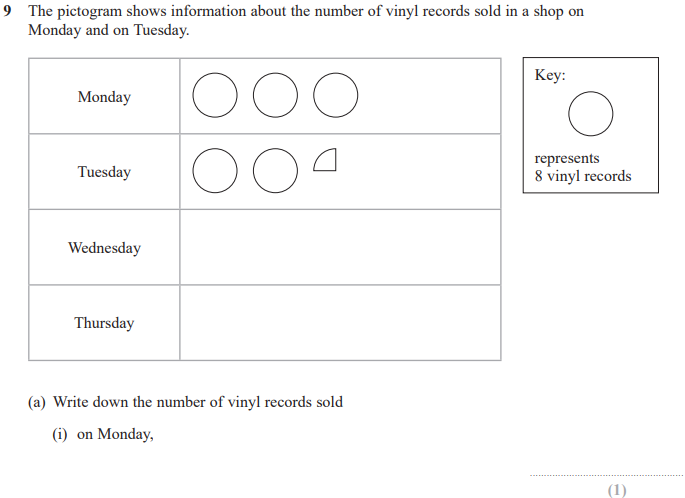 9 The pictogram shows information about the number of vinyl records sold in a shop on
Monday and on Tuesday.
Monday
Tuesday
Wednesday
Thursday
Key:
represents
8 vinyl records
(a) Write down the number of vinyl records sold
(i) on Monday,
(1)